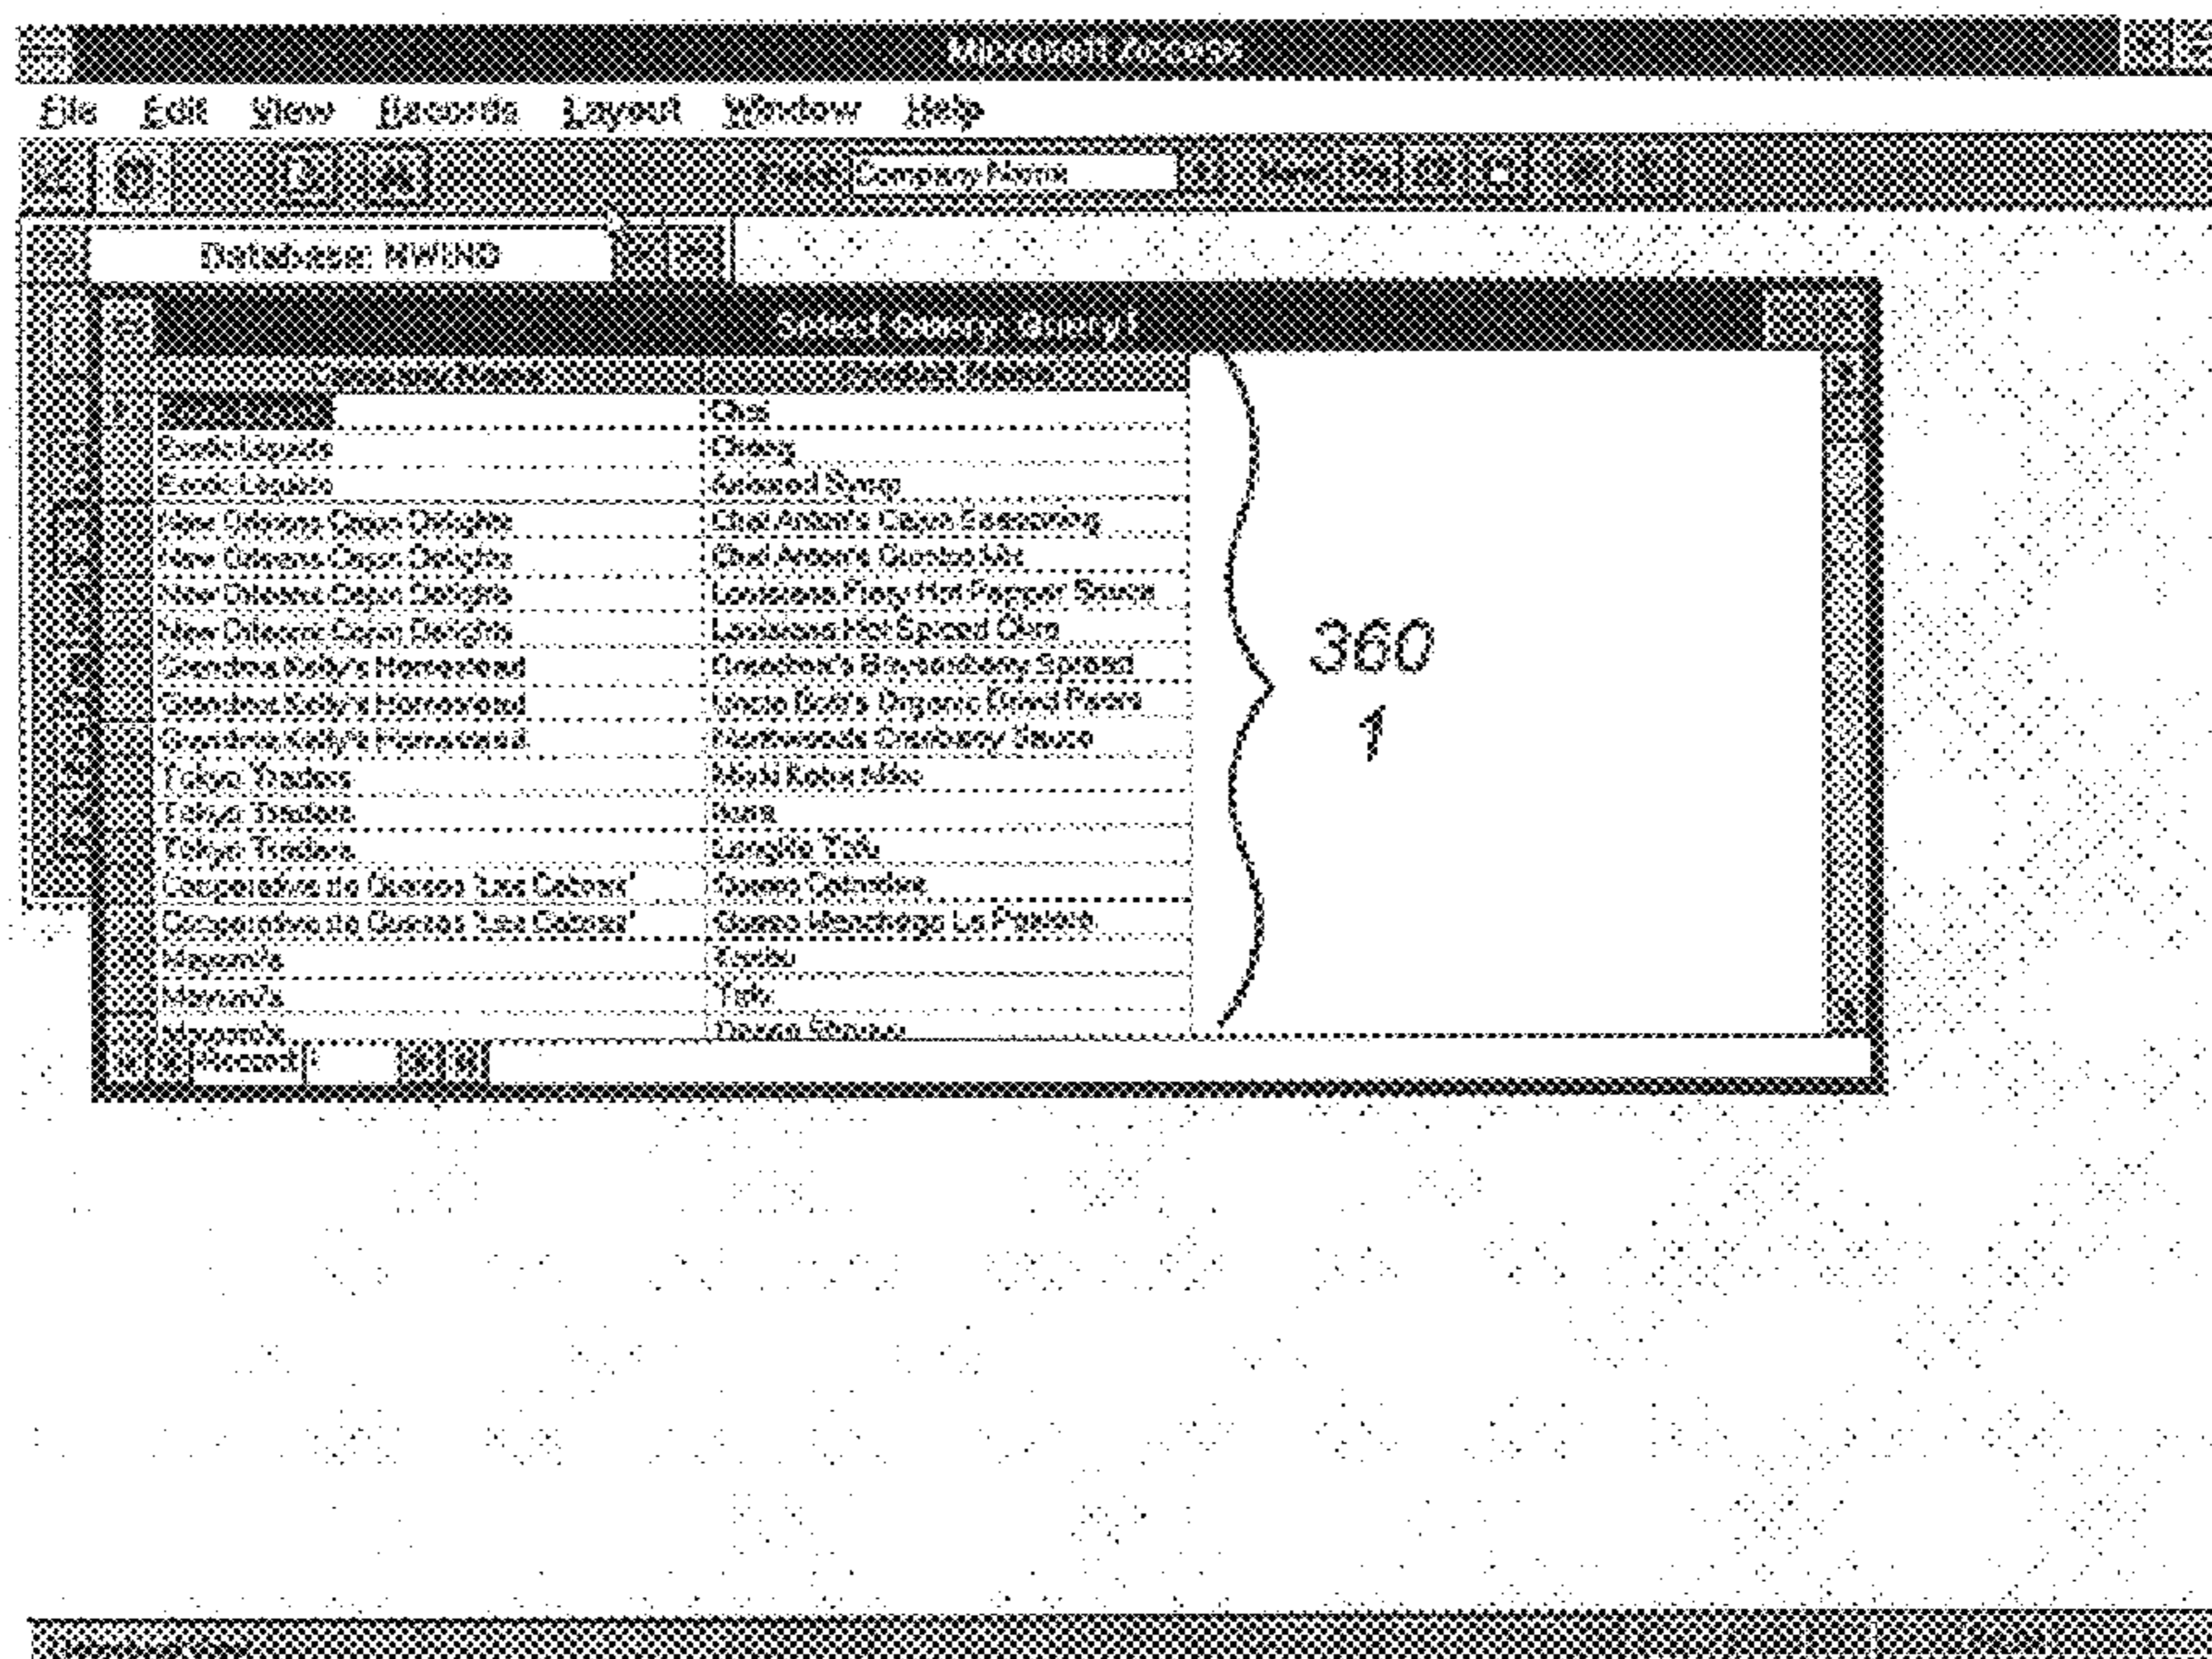 Microsoft Access
File Edit View Records Layout Window Help
Company Name
Database: NWIND
Select Query: Query1
Company Name Product Name
Chai
Exotic Liquids Chang
Exotic Liquids Aniseed Syrup
New Orleans Cajun Delights Chef Anton's Cajun Seasoning
New Orleans Cajun Delights Chef Anton's Gumbo Mix
New Orleans Cajun Delights Louisiana Fiery Hot Pepper Sauce
New Orleans Cajun Delights Louisiana Hot Spiced Okra
Grandma Kelly's Homestead Grandma's Boysenberry Spread
Grandma Kelly's Homestead Uncle Bob's Organic Dried Pears
Grandma Kelly's Homestead Northwoods Cranberry Sauce
Tokyo Traders Mishi Kobe Niku
Tokyo Traders Ikura
Tokyo Traders Longlife Tofu
Cooperativa de Quesos 'Las Cabras' Queso Cabrales
Cooperativa de Quesos 'Las Cabras' Queso Manchego La Pastora
Mayumi's Konbu
Mayumi's Tofu
Mayumi's
Record: 1
360
1